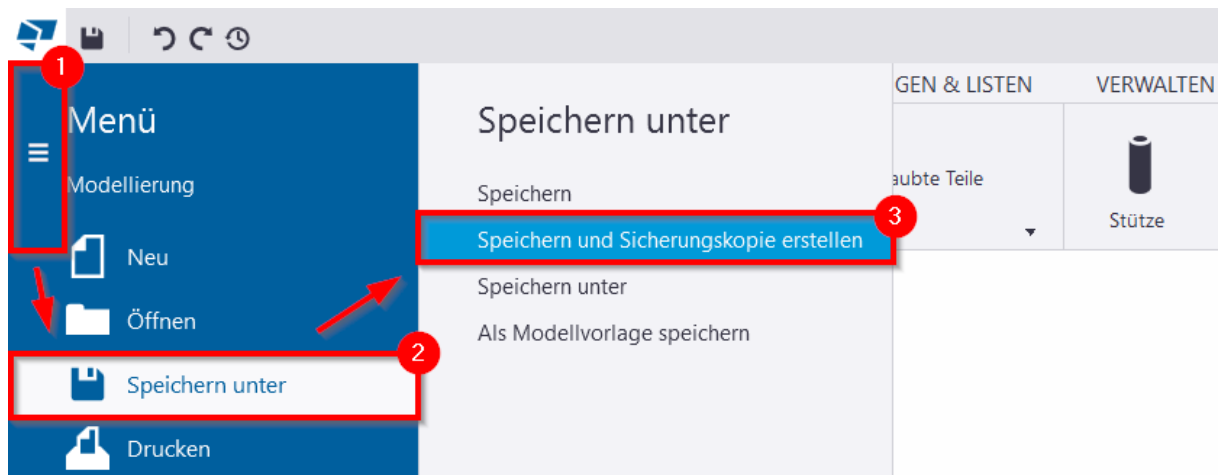 1
GEN & LISTEN
VERWALTEN
Menü
Modellierung
Neu
Öffnen
2
Speichern unter
Drucken
Speichern unter
Speichern
3
Speichern und Sicherungskopie erstellen
Speichern unter
Als Modellvorlage speichern
aubte Teile
Stütze